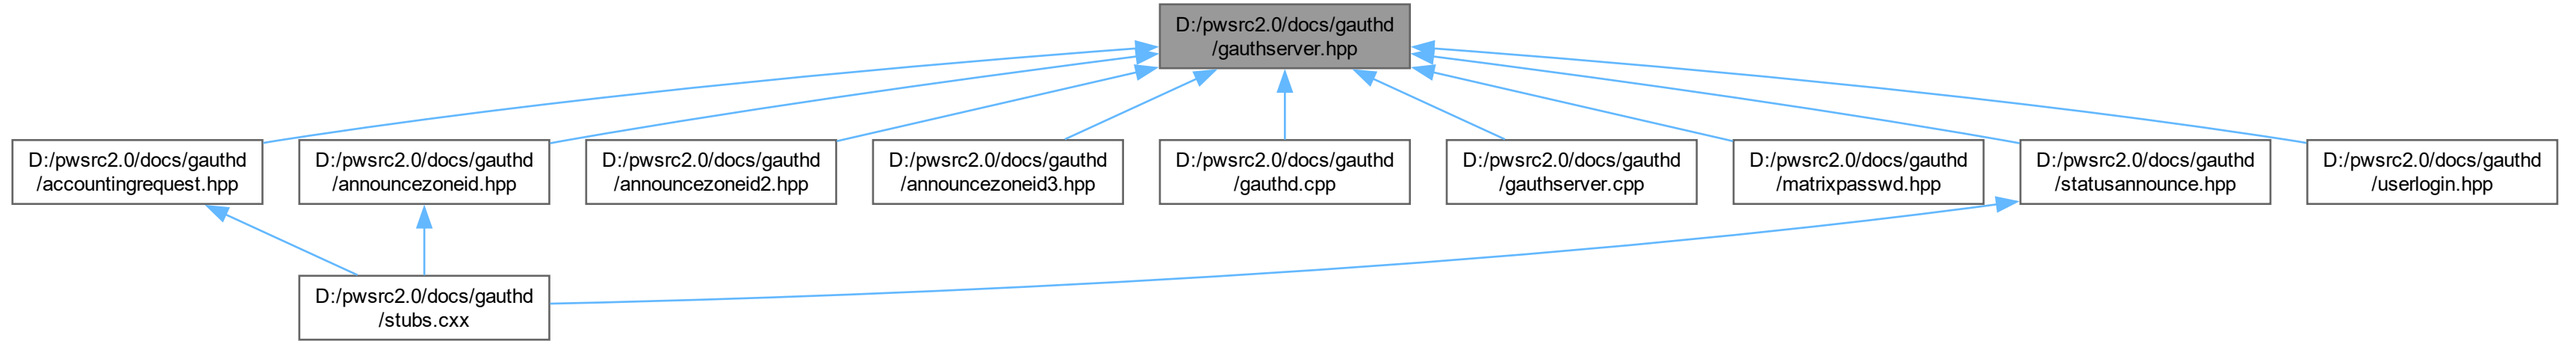 D:/pwsrc2.0/docs/gauthd
/gauthserver.hpp
D:/pwsrc2.0/docs/gauthd
/accountingrequest.hpp
D:/pwsrc2.0/docs/gauthd
/announcezoneid.hpp
D:/pwsrc2.0/docs/gauthd
/announcezoneid2.hpp
D:/pwsrc2.0/docs/gauthd
/announcezoneid3.hpp
D:/pwsrc2.0/docs/gauthd
/gauthd.cpp
D:/pwsrc2.0/docs/gauthd
/gauthserver.cpp
D:/pwsrc2.0/docs/gauthd
/matrixpasswd.hpp
D:/pwsrc2.0/docs/gauthd
/statusannounce.hpp
D:/pwsrc2.0/docs/gauthd
/userlogin.hpp
D:/pwsrc2.0/docs/gauthd
/stubs.cxx